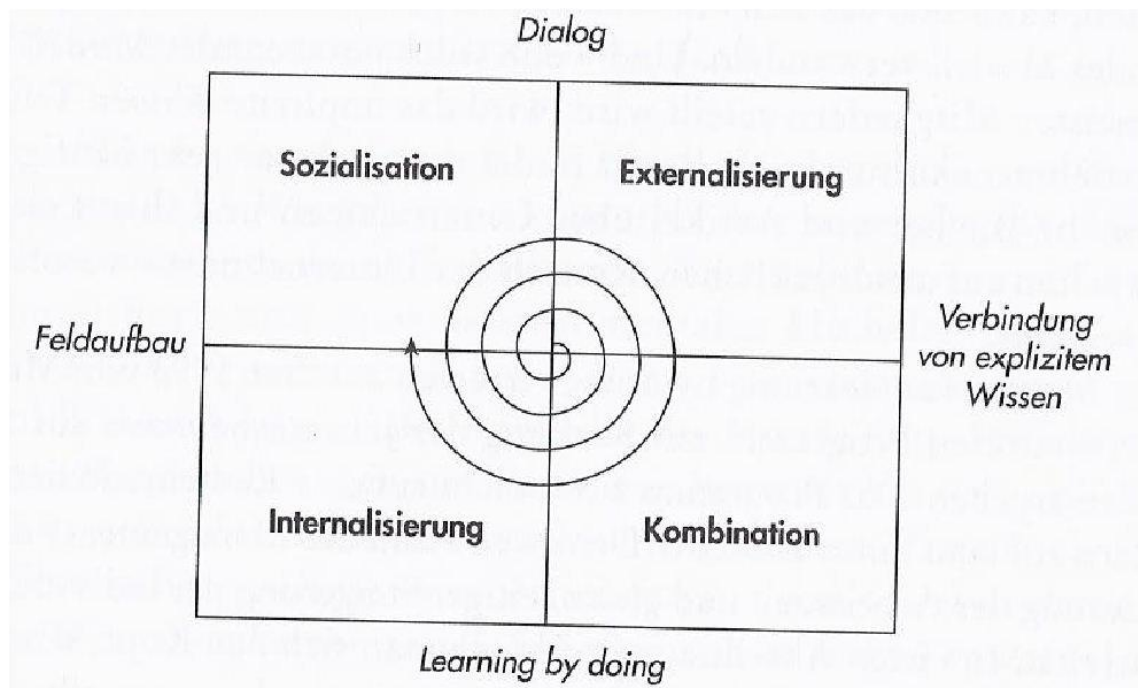 Dialog
Sozialisation
Externalisierung
Feldaufbau
Verbindung
von explizitem
Wissen
Internalisierung
Kombination
Learning by doing